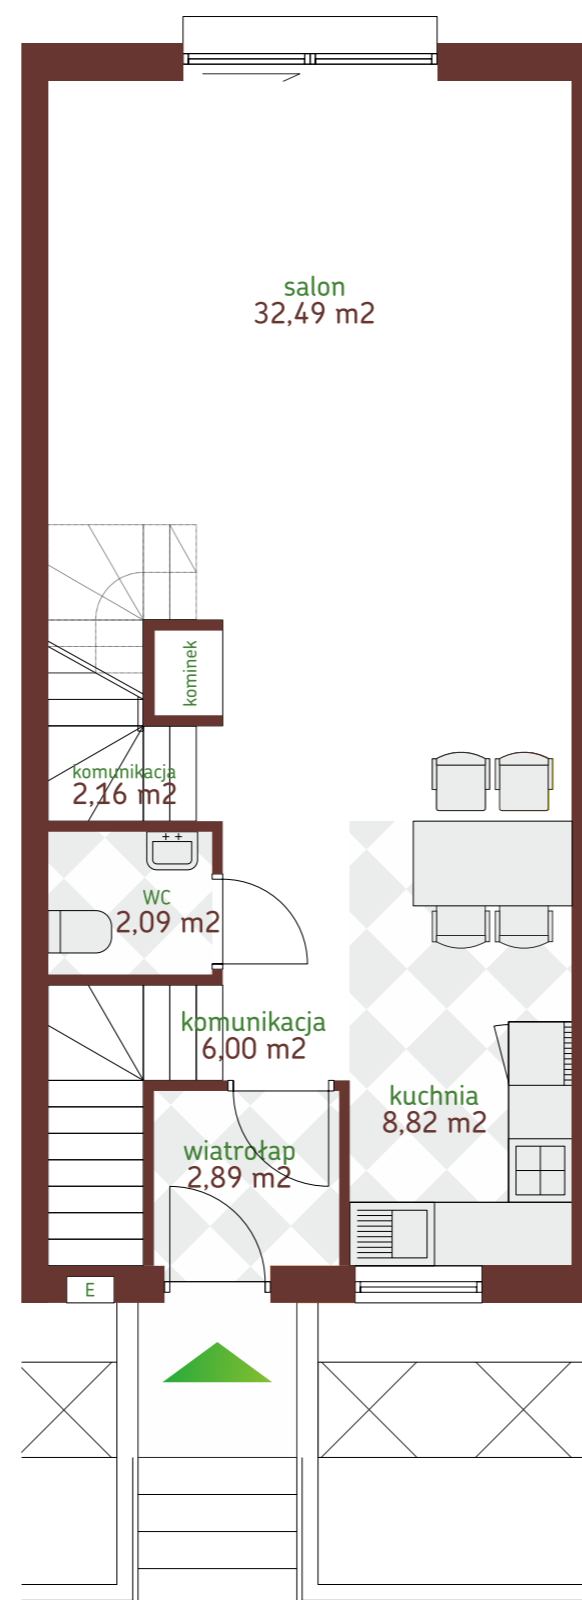 salon
32,49 m2
kominek
komunikacja
2,16 m2
WC
2,09 m2
komunikacja
6,00 m2
kuchnia
8,82 m2
wiatrołap
2,89 m2
E